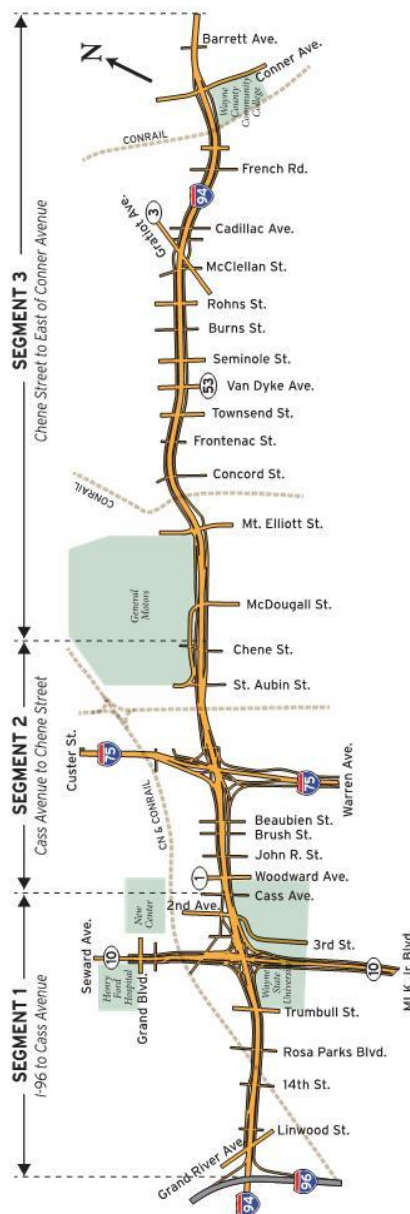 SEGMENT 1
I-96 to Cass Avenue
SEGMENT 2
Cass Avenue to Chene Street
SEGMENT 3
Chene Street to East of Conner Avenue
N
Seward Ave.
10
Henry
Ford
Hospital
Grand Blvd.
New
Center
2nd Ave.
CN & CONRAIL
Custer St.
75
General
Motors
CONRAIL
Gratiot Ave.
3
CONRAIL
Wayne
County
Community
College
Conner Ave.
Barrett Ave.
Grand River Ave.
94
96
Linwood St.
14th St.
Rosa Parks Blvd.
Trumbull St.
Wayne
State
University
MLK Jr Blvd.
10
3rd St.
Cass Ave.
1
Woodward Ave.
John R. St.
Brush St.
Beaubien St.
Warren Ave.
75
St. Aubin St.
Chene St.
McDougall St.
Mt. Elliott St.
Concord St.
Frontenac St.
Townsend St.
Van Dyke Ave.
53
Seminole St.
Burns St.
Rohns St.
McClellan St.
Cadillac Ave.
94
French Rd.